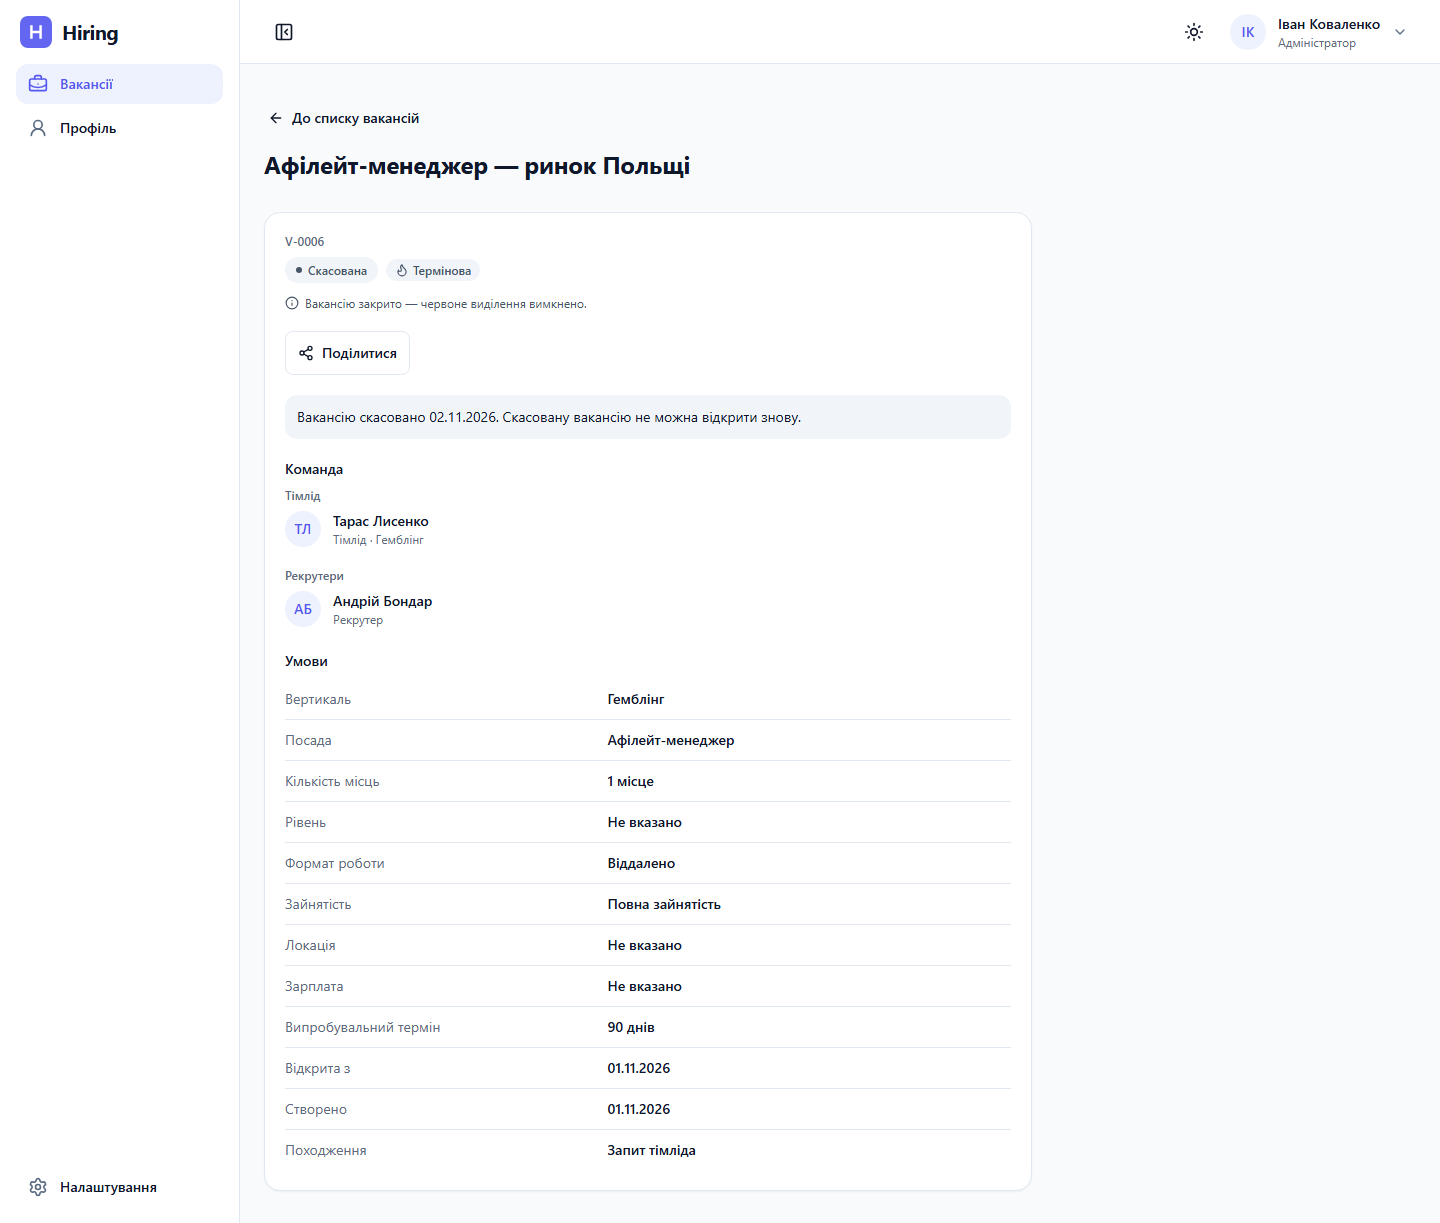 H Hiring
Вакансії
Профіль
Налаштування
ІК
Іван Коваленко
Адміністратор
До списку вакансій
Афілейт-менеджер — ринок Польщі
V-0006
Скасована
Термінова
Вакансію закрито — червоне виділення вимкнено.
Поділитися
Вакансію скасовано 02.11.2026. Скасовану вакансію не можна відкрити знову.
Команда
Тімлід
ТЛ
Тарас Лисенко
Тімлід · Гемблінг
Рекрутери
АБ
Андрій Бондар
Рекрутер
Умови
Вертикаль Гемблінг
Посада Афілейт-менеджер
Кількість місць 1 місце
Рівень Не вказано
Формат роботи Віддалено
Зайнятість Повна зайнятість
Локація Не вказано
Зарплата Не вказано
Випробувальний термін 90 днів
Відкрита з 01.11.2026
Створено 01.11.2026
Походження Запит тімліда